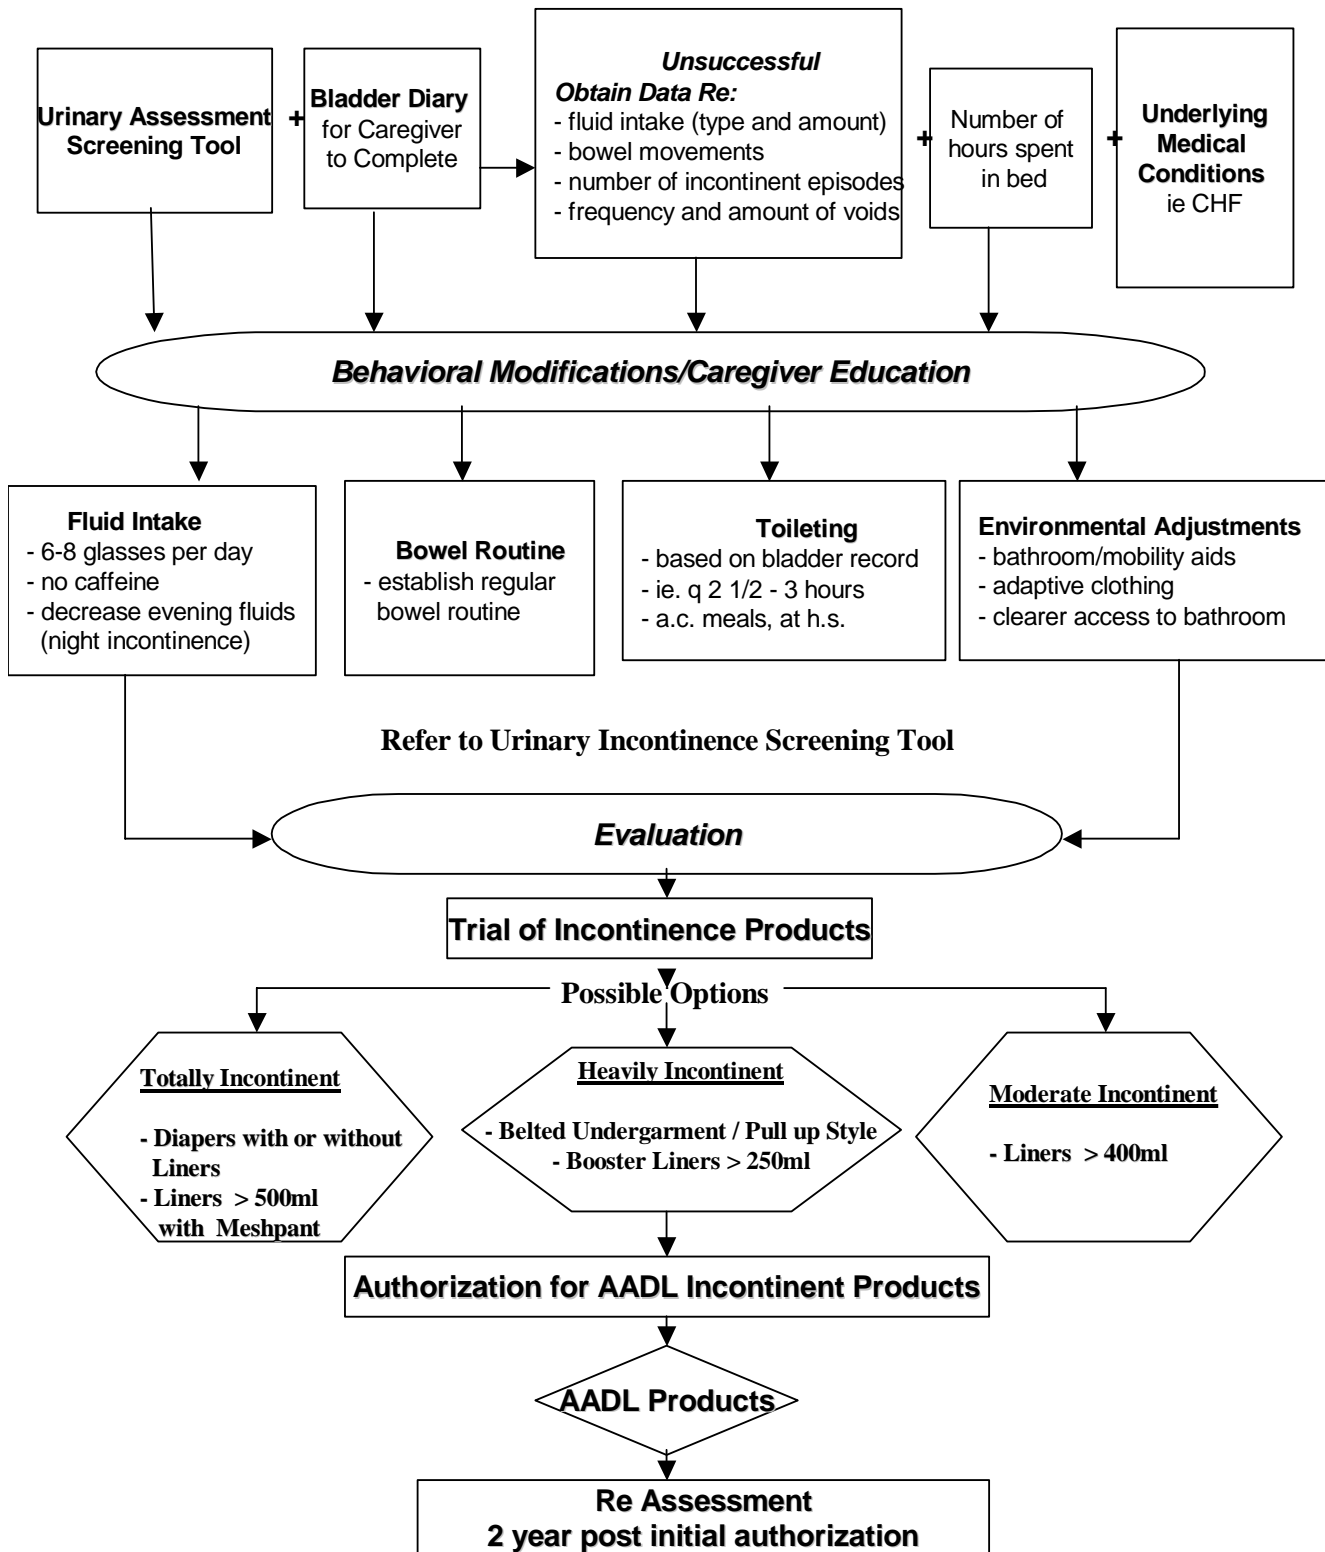 Urinary Assessment
Screening Tool
+
Bladder Diary
for Caregiver
to Complete
Unsuccessful
Obtain Data Re:
- fluid intake (type and amount)
- bowel movements
- number of incontinent episodes
- frequency and amount of voids
+
Number of
hours spent
in bed
+
Underlying
Medical
Conditions
ie CHF
Behavioral Modifications/Caregiver Education
Fluid Intake
- 6-8 glasses per day
- no caffeine
- decrease evening fluids
(night incontinence)
Bowel Routine
- establish regular
bowel routine
Toileting
- based on bladder record
- ie. q 2 1/2 - 3 hours
- a.c. meals, at h.s.
Environmental Adjustments
- bathroom/mobility aids
- adaptive clothing
- clearer access to bathroom
Refer to Urinary Incontinence Screening Tool
Evaluation
Trial of Incontinence Products
Possible Options
Totally Incontinent
- Diapers with or without
Liners
- Liners > 500ml
with Meshpant
Heavily Incontinent
- Belted Undergarment / Pull up Style
- Booster Liners > 250ml
Moderate Incontinent
- Liners > 400ml
Authorization for AADL Incontinent Products
AADL Products
Re Assessment
2 year post initial authorization